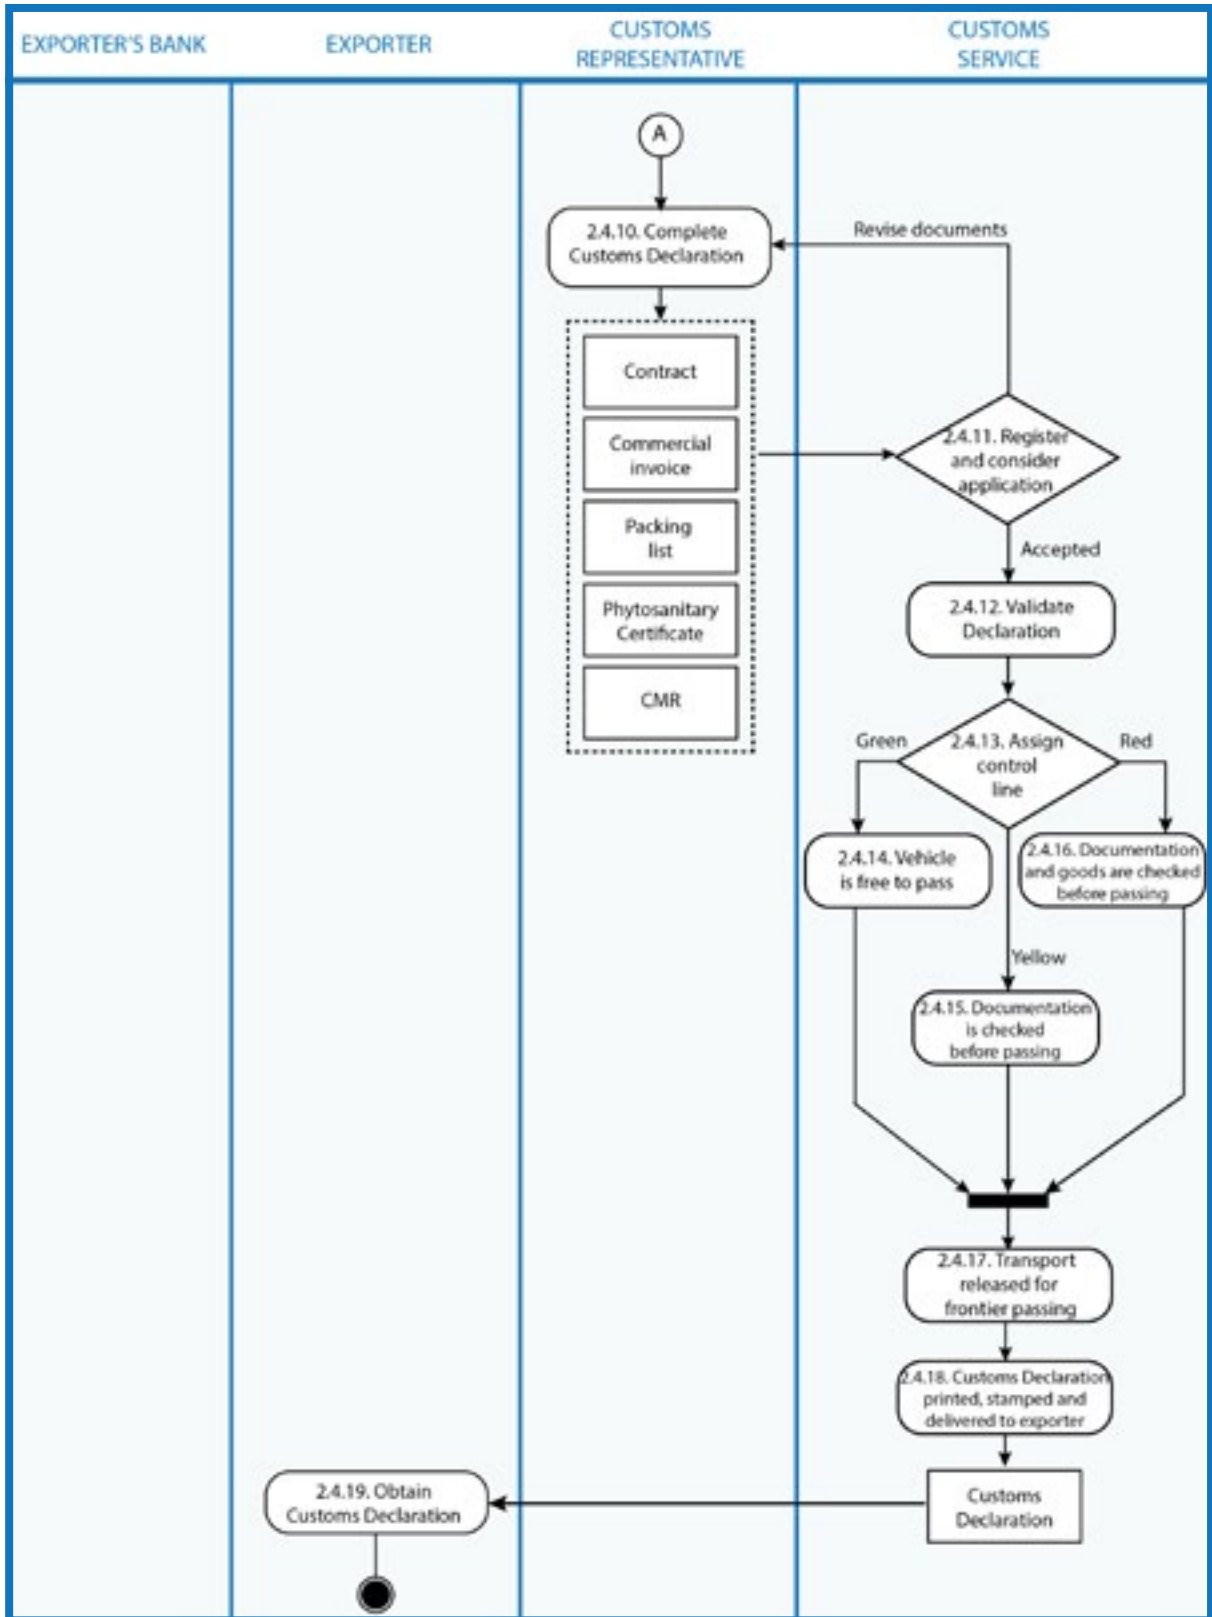 EXPORTER'S BANK
EXPORTER
CUSTOMS
REPRESENTATIVE
CUSTOMS
SERVICE
A
2.4.10. Complete
Customs Declaration
Revise documents
Contract
Commercial
invoice
Packing
list
Phytosanitary
Certificate
CMR
2.4.11. Register
and consider
application
Accepted
2.4.12. Validate
Declaration
Green
2.4.13. Assign
control
line
Red
2.4.14. Vehicle
is free to pass
2.4.16. Documentation
and goods are checked
before passing
Yellow
2.4.15. Documentation
is checked
before passing
2.4.17. Transport
released for
frontier passing
2.4.18. Customs Declaration
printed, stamped and
delivered to exporter
2.4.19. Obtain
Customs Declaration
Customs
Declaration